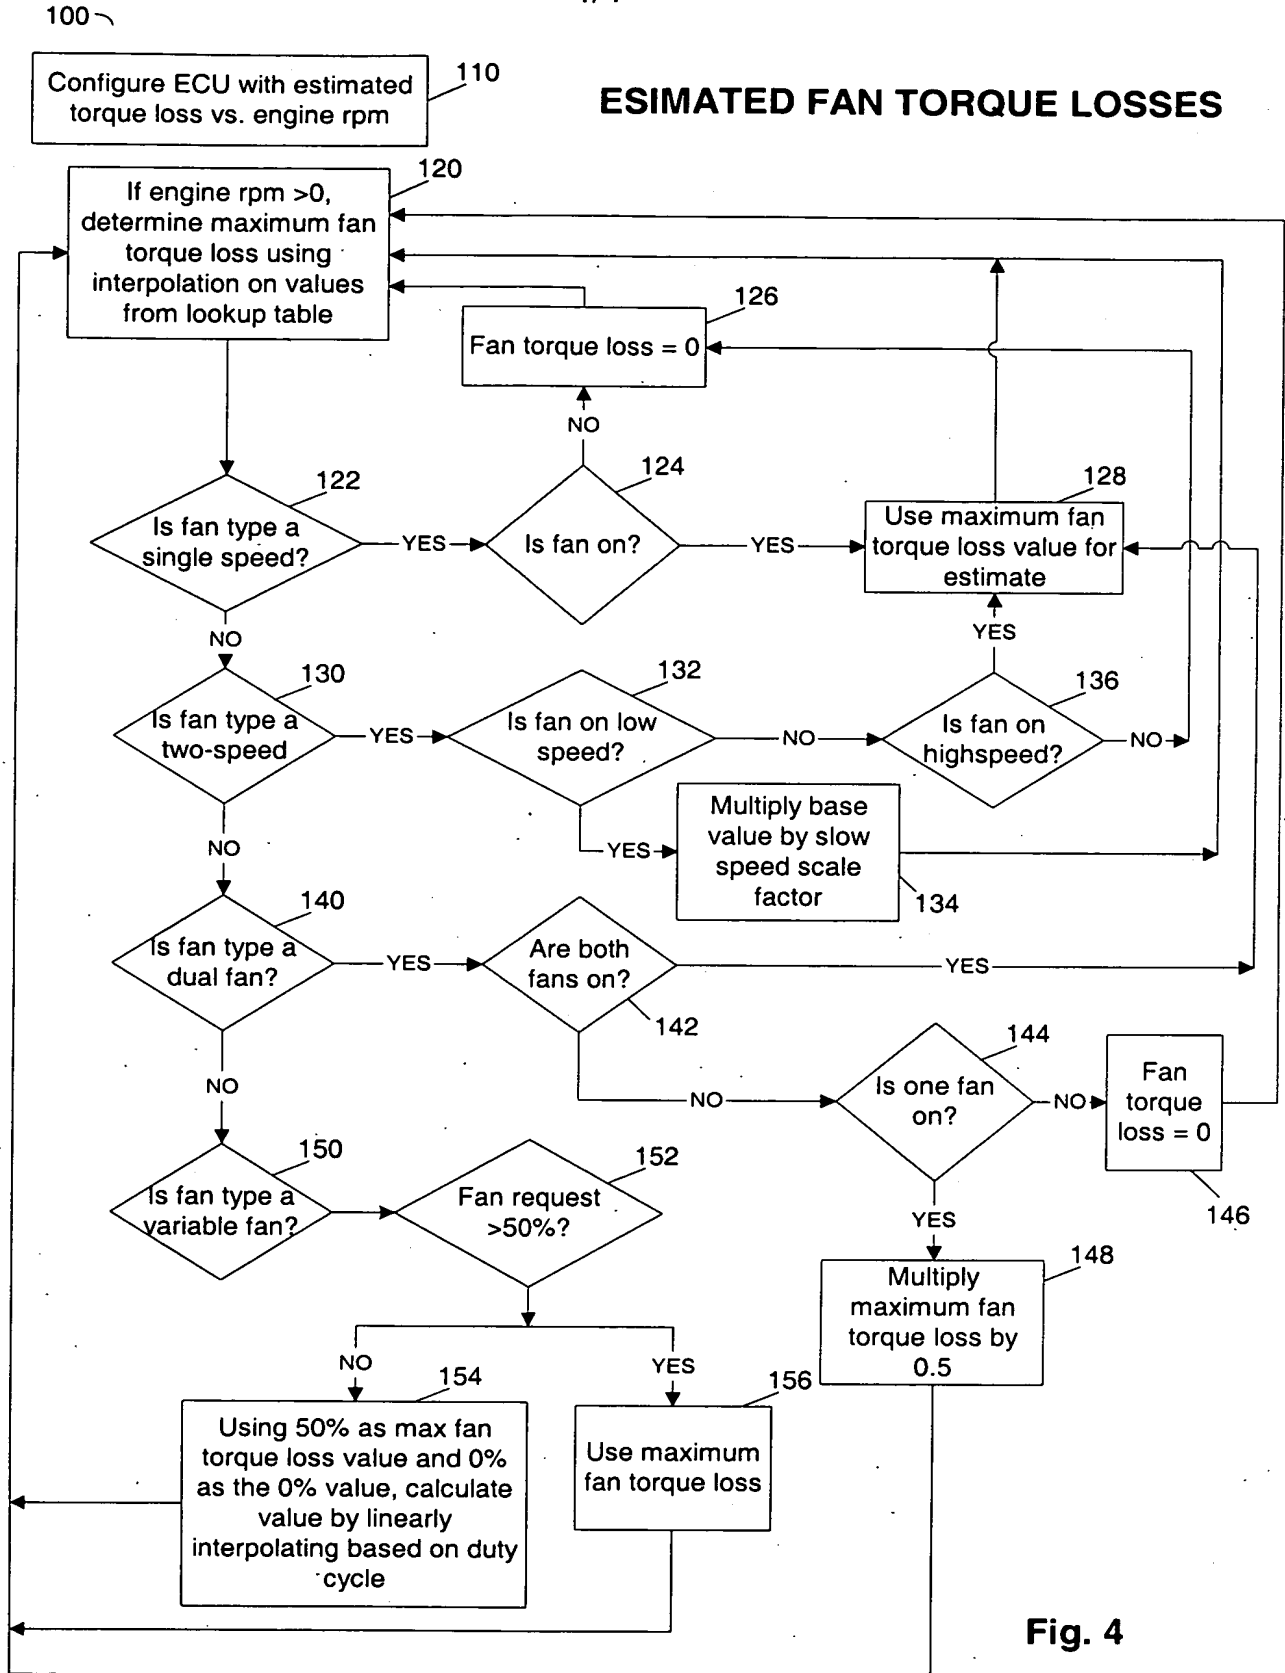 100
Configure ECU with estimated
torque loss vs. engine rpm
110
ESIMATED FAN TORQUE LOSSES
If engine rpm >0,
determine maximum fan
torque loss using
interpolation on values
from lookup table
120
Fan torque loss = 0
126
NO
Is fan type a
single speed?
122
YES
Is fan on?
124
YES
Use maximum fan
torque loss value for
estimate
128
NO
YES
Is fan type a
two-speed
130
YES
Is fan on low
speed?
132
NO
Is fan on
highspeed?
136
NO
YES
Multiply base
value by slow
speed scale
factor
134
NO
Is fan type a
dual fan?
140
YES
Are both
fans on?
142
YES
NO
Is one fan
on?
144
NO
Fan
torque
loss = 0
146
NO
Is fan type a
variable fan?
150
Fan request
>50%?
152
YES
Multiply
maximum fan
torque loss by
0.5
148
NO
YES
Using 50% as max fan
torque loss value and 0%
as the 0% value, calculate
value by linearly
interpolating based on duty
cycle
154
Use maximum
fan torque loss
156
Fig. 4